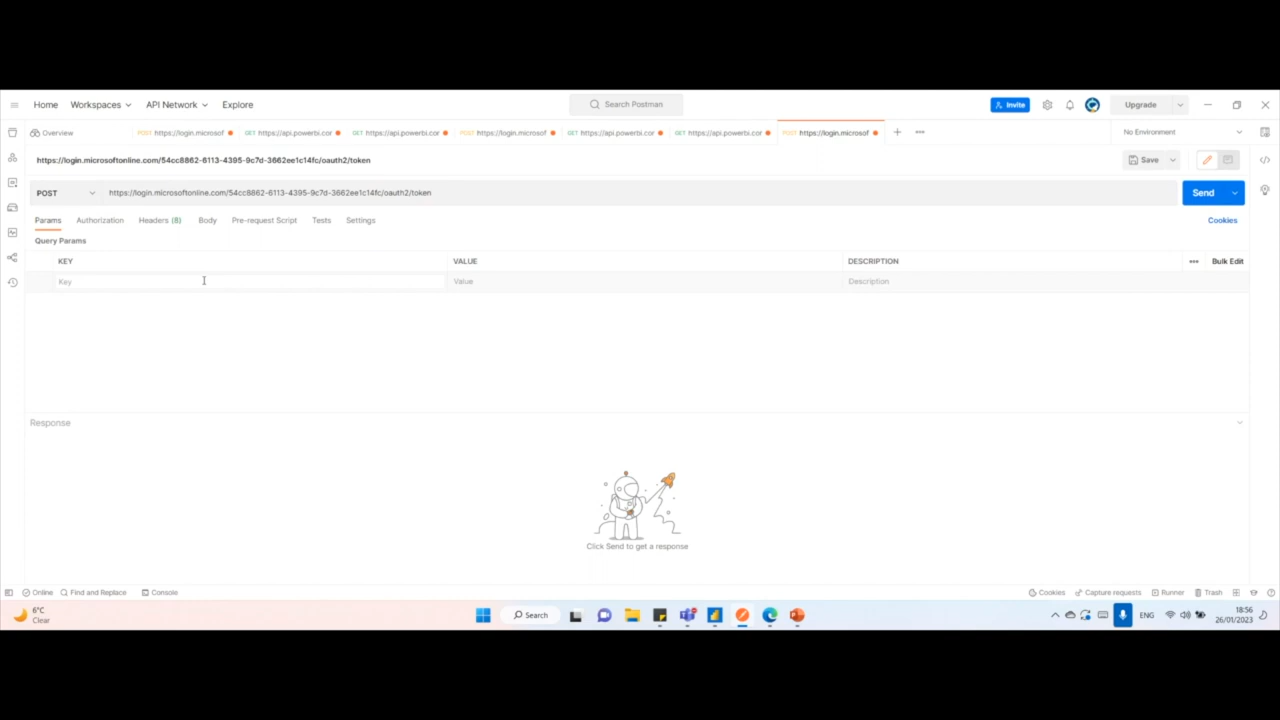 Home Workspaces API Network Explore Search Postman Invite Upgrade
Overview POST https://login.microsof GET https://api.powerbi.cor GET https://api.powerbi.cor POST https://login.microsof GET https://api.powerbi.cor GET https://api.powerbi.cor POST https://login.microsof No Environment
https://login.microsoftonline.com/54cc8862-6113-4395-9c7d-3662ee1c14fc/oauth2/token Save
POST https://login.microsoftonline.com/54cc8862-6113-4395-9c7d-3662ee1c14fc/oauth2/token Send
Params Authorization Headers (8) Body Pre-request Script Tests Settings Cookies
Query Params
KEY VALUE DESCRIPTION Bulk Edit
Key Value Description
Response
Click Send to get a response
Online Find and Replace Console Cookies Capture requests Runner Trash
6°C Search ENG 18:56
Clear 26/01/2023